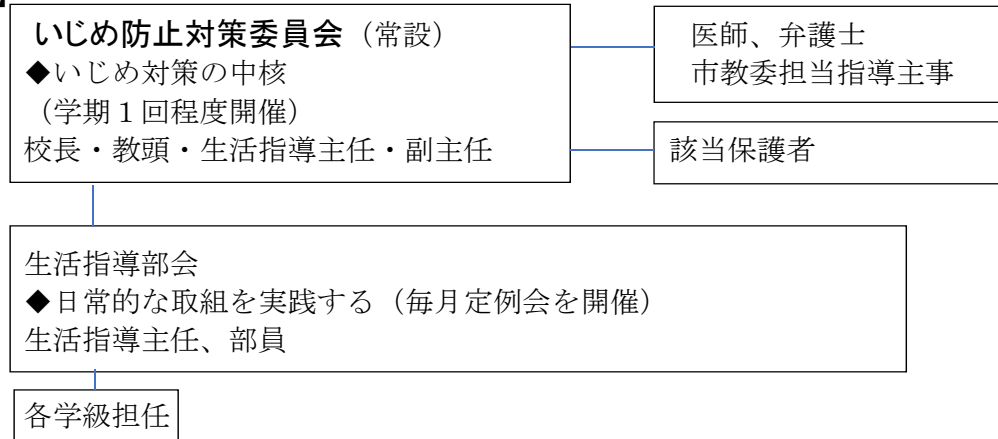 いじめ防止対策委員会（常設）
◆いじめ対策の中核
（学期１回程度開催）
校長・教頭・生活指導主任・副主任
医師、弁護士
市教委担当指導主事
該当保護者
生活指導部会
◆日常的な取組を実践する（毎月定例会を開催）
生活指導主任、部員
各学級担任